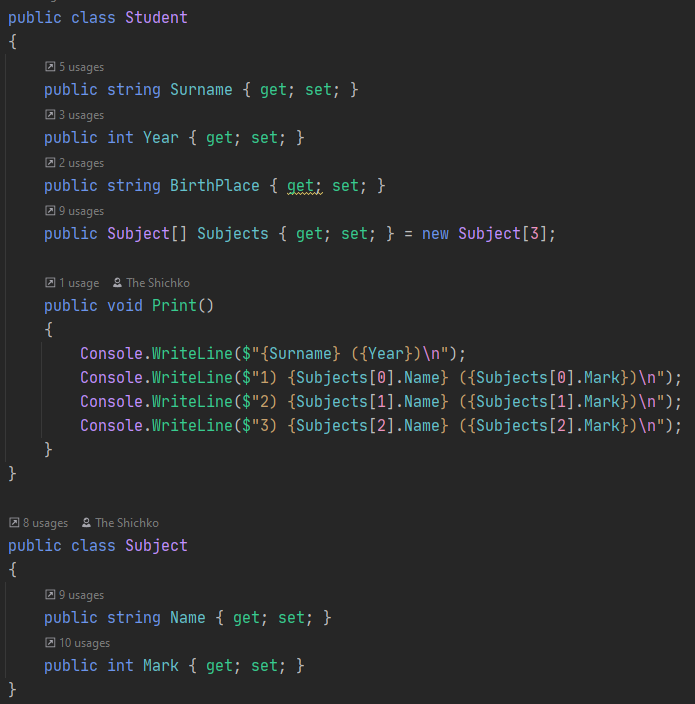 public class Student
{
5 usages
public string Surname { get; set; }
3 usages
public int Year { get; set; }
2 usages
public string BirthPlace { get; set; }
9 usages
public Subject[] Subjects { get; set; } = new Subject[3];
1 usage The Shichko
public void Print()
{
Console.WriteLine($"{Surname} ({Year})\n");
Console.WriteLine($"1) {Subjects[0].Name} ({Subjects[0].Mark})\n");
Console.WriteLine($"2) {Subjects[1].Name} ({Subjects[1].Mark})\n");
Console.WriteLine($"3) {Subjects[2].Name} ({Subjects[2].Mark})\n");
}
}
8 usages The Shichko
public class Subject
{
9 usages
public string Name { get; set; }
10 usages
public int Mark { get; set; }
}